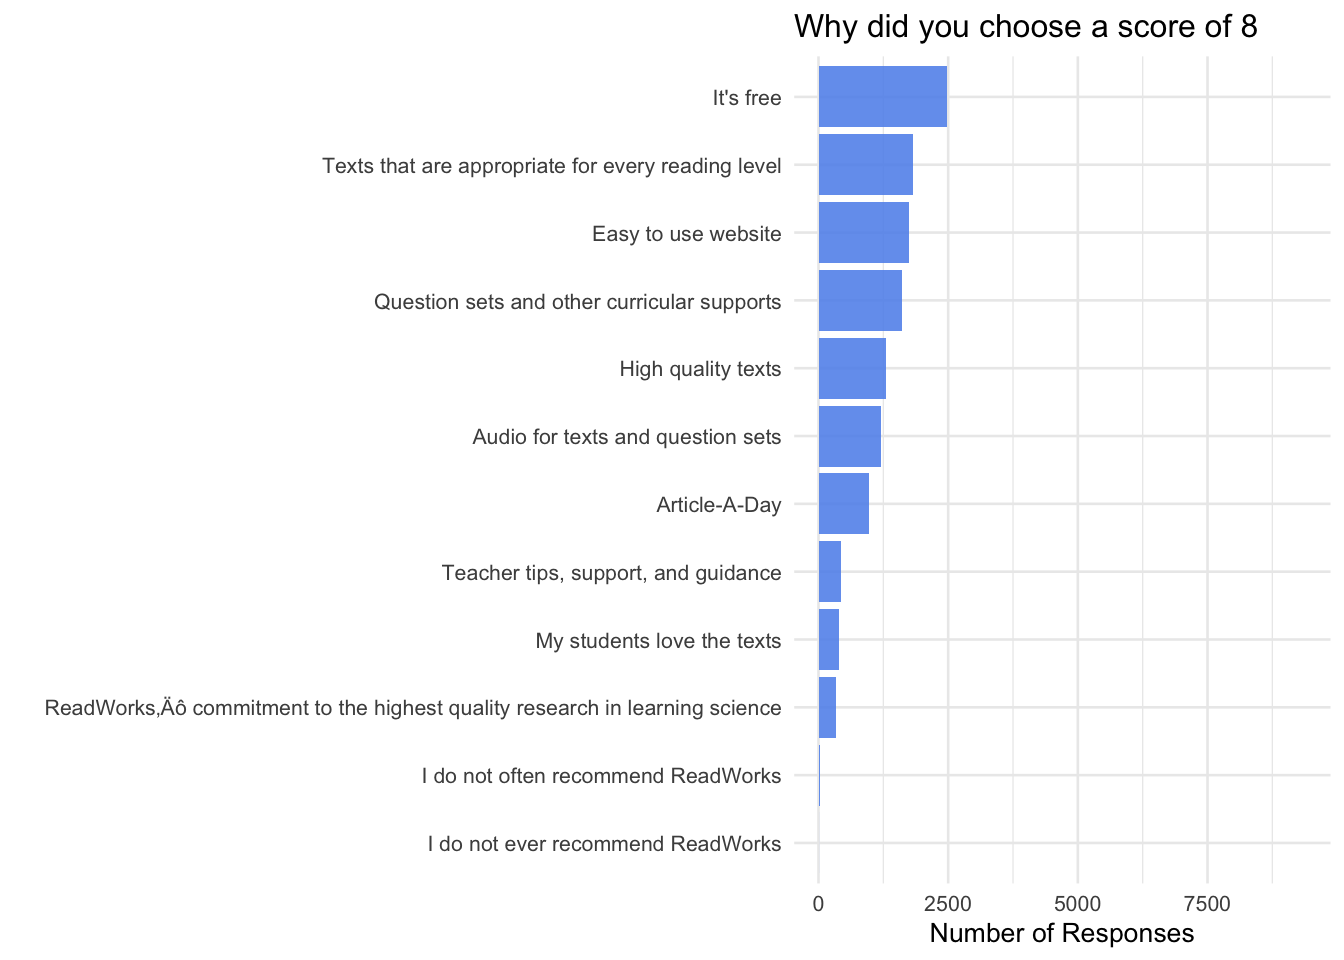 Why did you choose a score of 8
It's free
Texts that are appropriate for every reading level
Easy to use website
Question sets and other curricular supports
High quality texts
Audio for texts and question sets
Article-A-Day
Teacher tips, support, and guidance
My students love the texts
ReadWorks‚Äô commitment to the highest quality research in learning science
I do not often recommend ReadWorks
I do not ever recommend ReadWorks
0 2500 5000 7500
Number of Responses